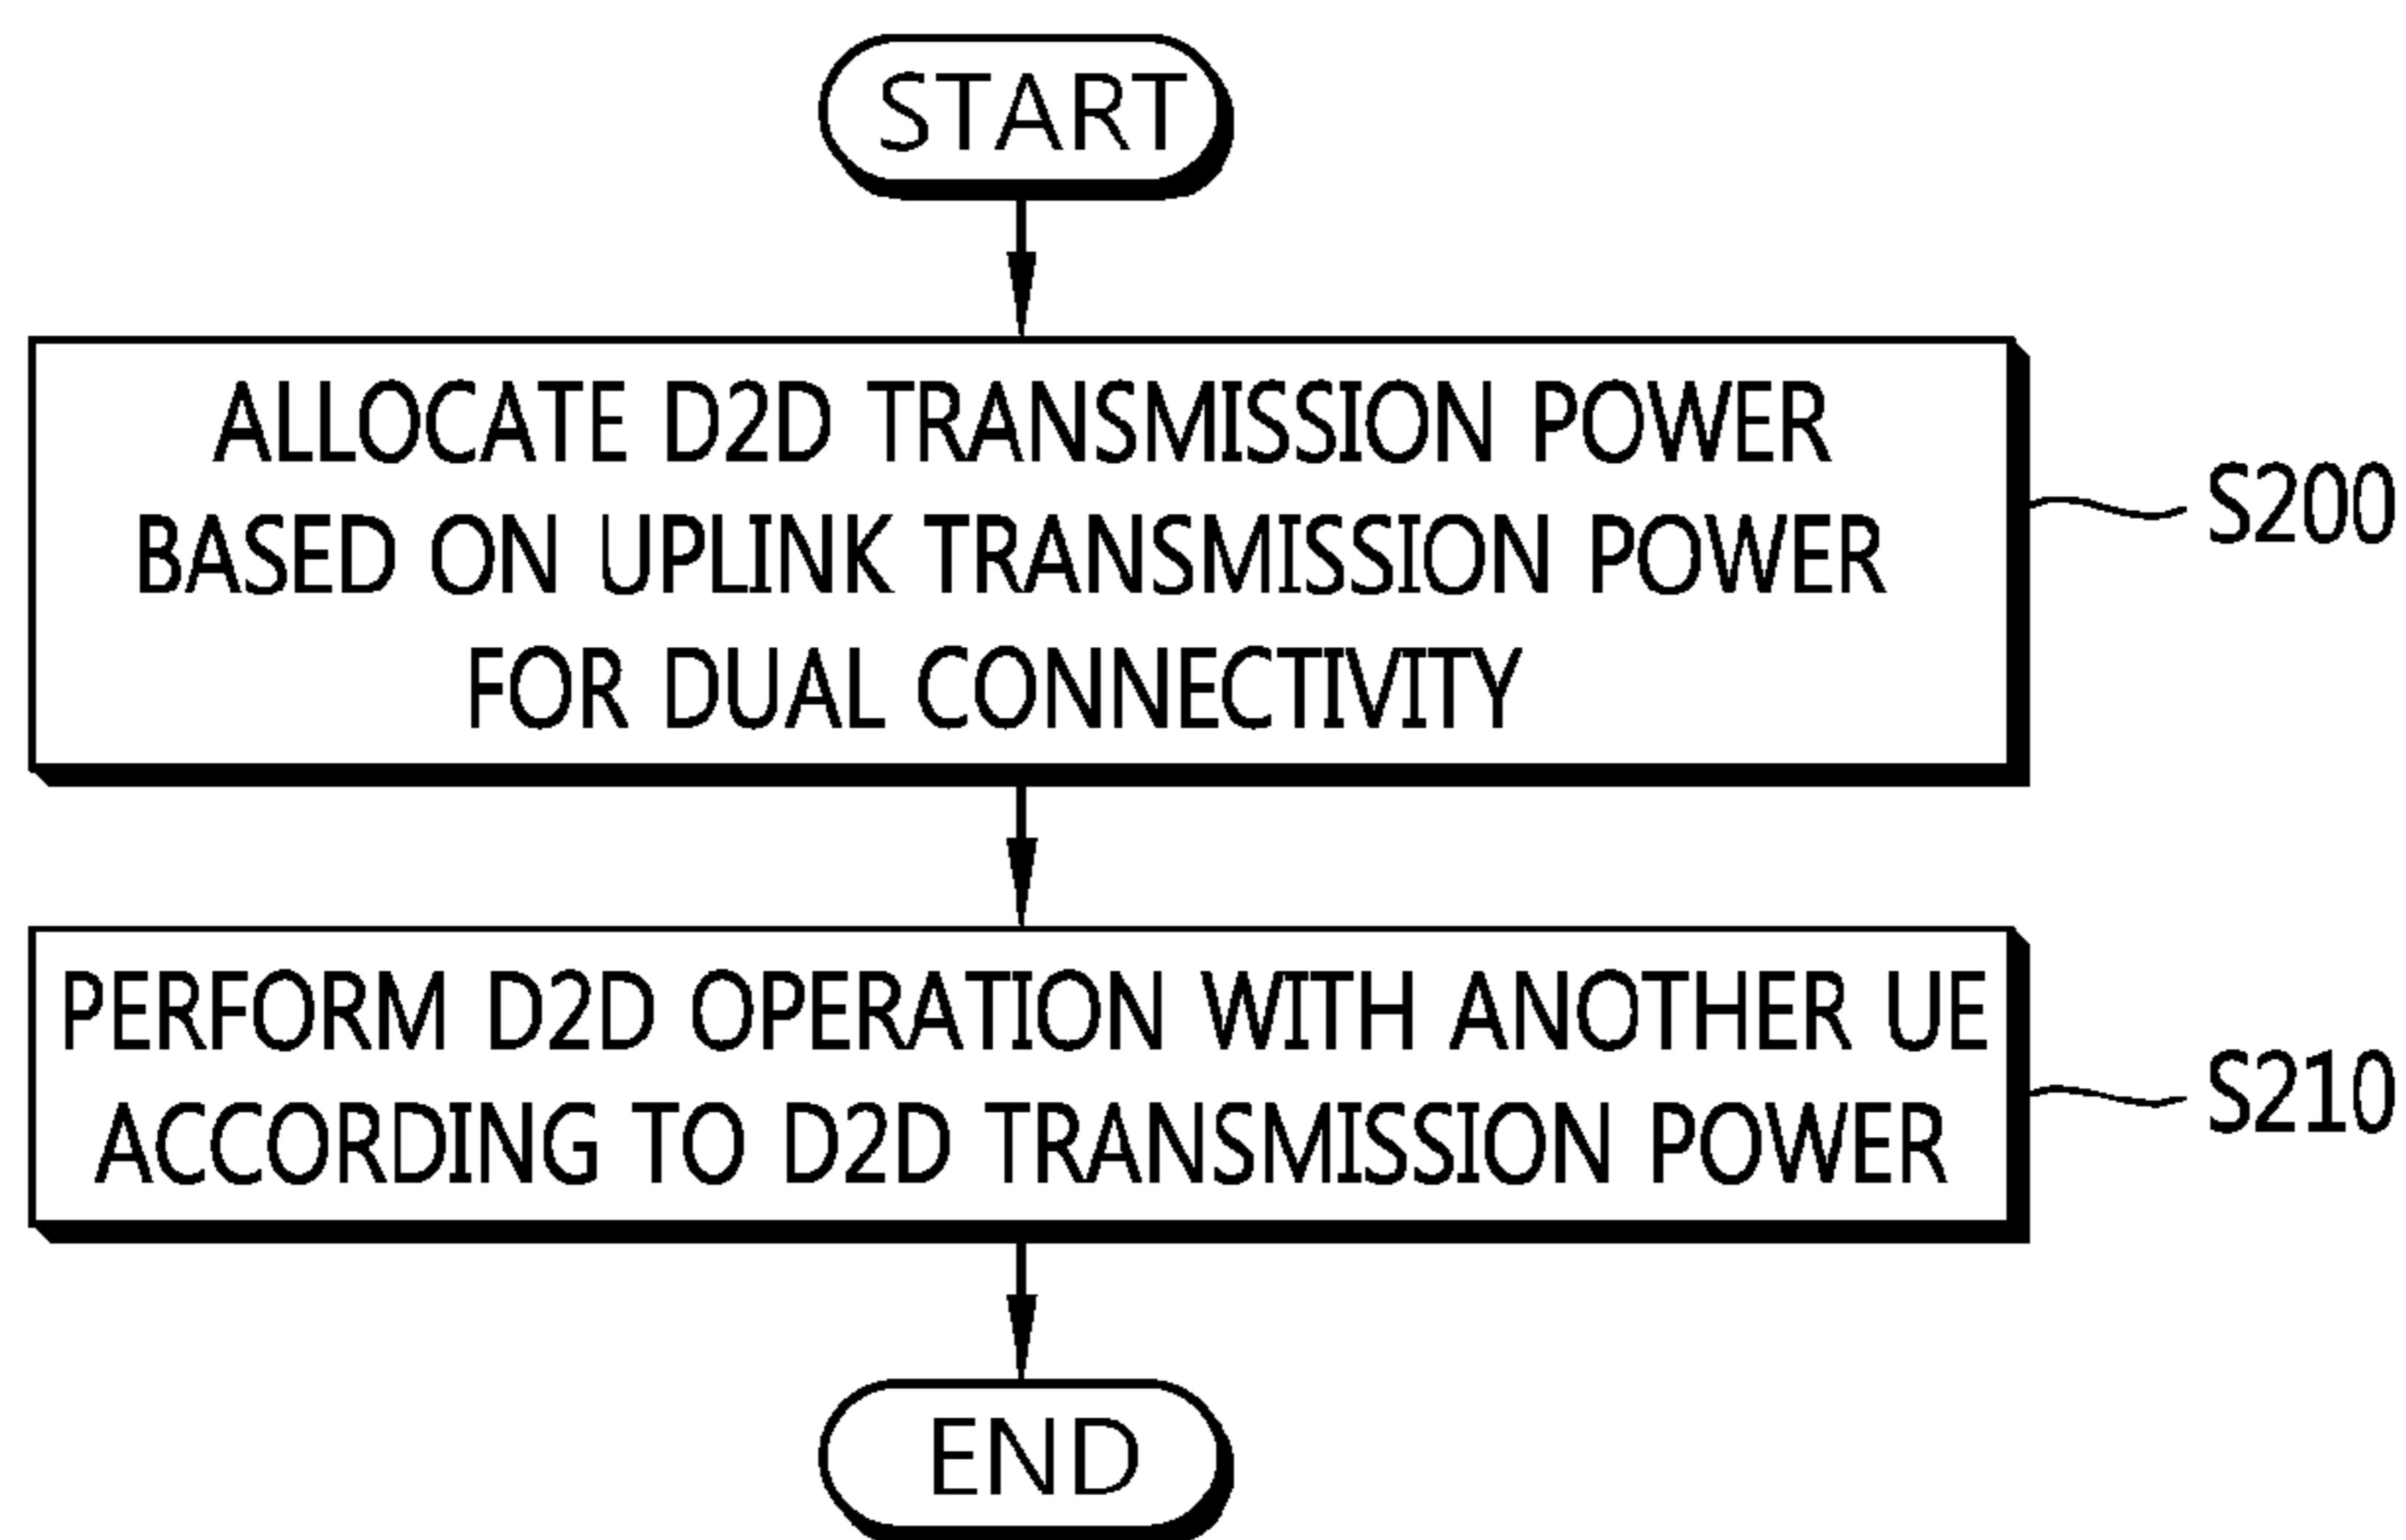 START
ALLOCATE D2D TRANSMISSION POWER
BASED ON UPLINK TRANSMISSION POWER
FOR DUAL CONNECTIVITY
S200
PERFORM D2D OPERATION WITH ANOTHER UE
ACCORDING TO D2D TRANSMISSION POWER
S210
END